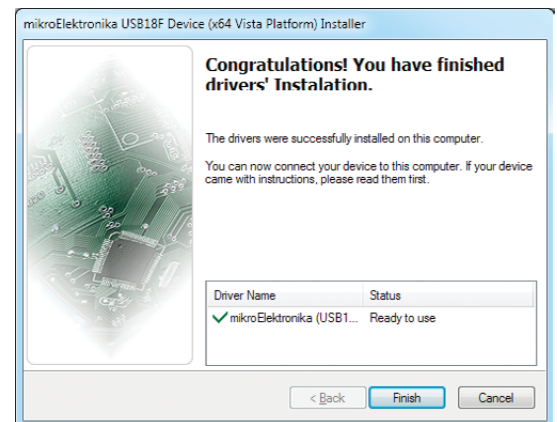 mikroElektronika USB18F Device (x64 Vista Platform) Installer
Congratulations! You have finished
drivers' Instalation.
The drivers were successfully installed on this computer.
You can now connect your device to this computer. If your device
came with instructions, please read them first.
Driver Name Status
mikroElektronika (USB1... Ready to use
< Back Finish Cancel